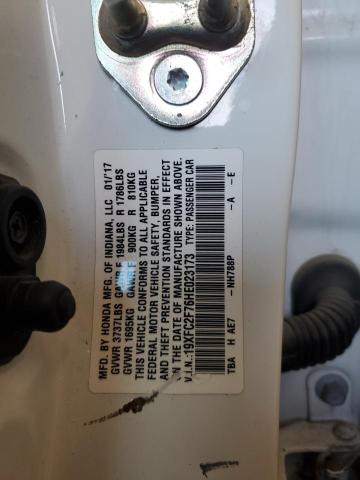 MFD. BY HONDA MFG. OF INDIANA, LLC 01/17
GVWR 3737LBS GAWR F 1984LBS R 1786LBS
GVWR 1695KG GAWR F 900KG R 810KG
THIS VEHICLE CONFORMS TO ALL APPLICABLE
FEDERAL MOTOR VEHICLE SAFETY, BUMPER,
AND THEFT PREVENTION STANDARDS IN EFFECT
ON THE DATE OF MANUFACTURE SHOWN ABOVE.
V.I.N.:19XFC2F76HE023173 TYPE: PASSENGER CAR
NH788P
TBA H AE7 -A -E